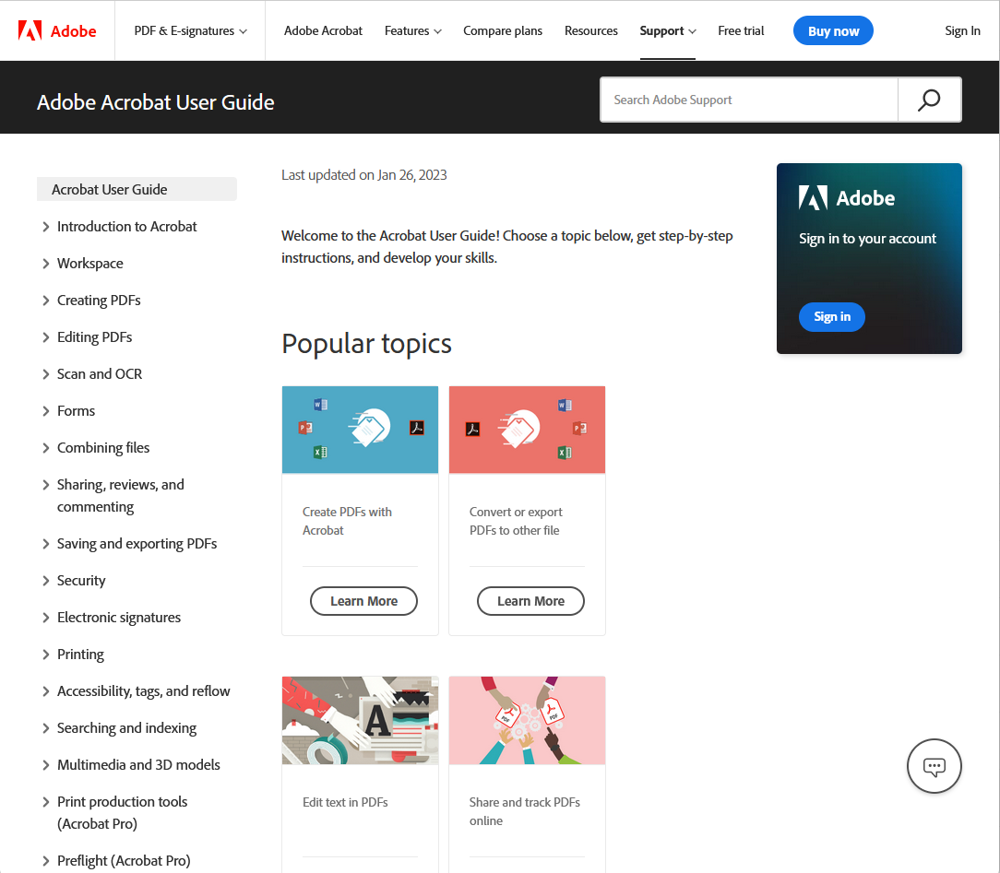 Adobe
PDF & E-signatures
Adobe Acrobat
Features
Compare plans
Resources
Support
Free trial
Buy now
Sign In
Adobe Acrobat User Guide
Search Adobe Support
Acrobat User Guide
Introduction to Acrobat
Workspace
Creating PDFs
Editing PDFs
Scan and OCR
Forms
Combining files
Sharing, reviews, and
commenting
Saving and exporting PDFs
Security
Electronic signatures
Printing
Accessibility, tags, and reflow
Searching and indexing
Multimedia and 3D models
Print production tools
(Acrobat Pro)
Preflight (Acrobat Pro)
Last updated on Jan 26, 2023
Welcome to the Acrobat User Guide! Choose a topic below, get step-by-step
instructions, and develop your skills.
Popular topics
Create PDFs with
Acrobat
Learn More
Convert or export
PDFs to other file
Learn More
A
Edit text in PDFs
PDF
PDF
Share and track PDFs
online
Adobe
Sign in to your account
Sign in